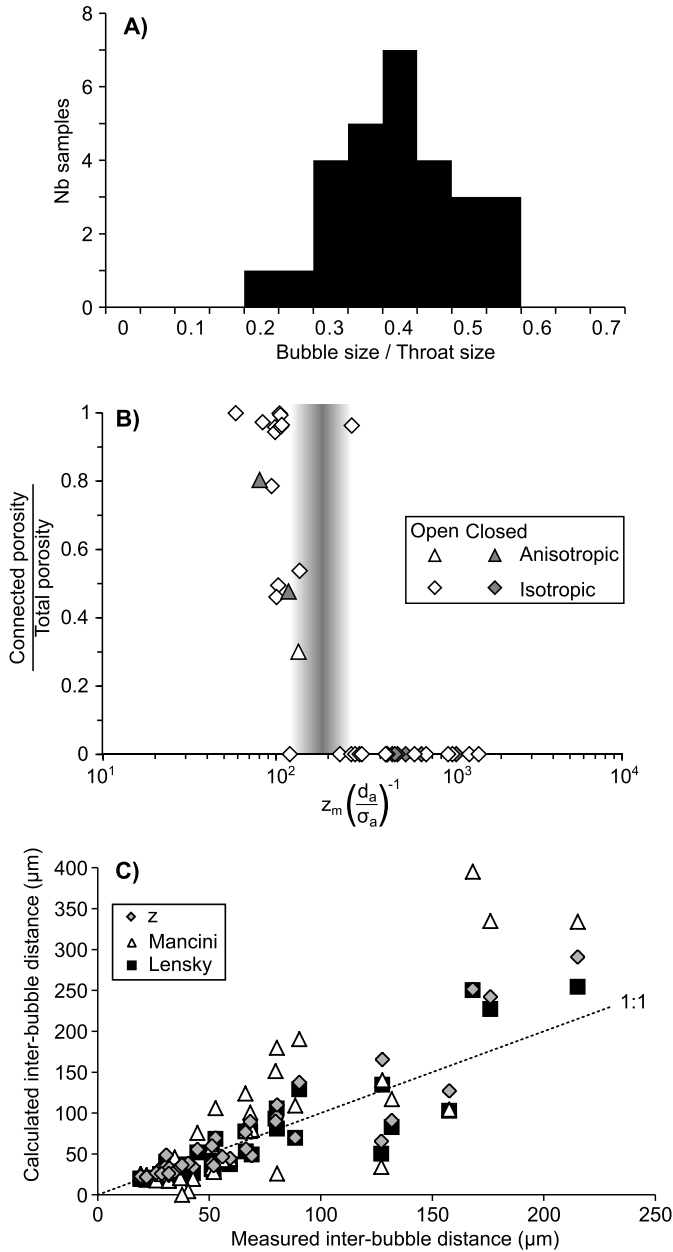 A)
8
6
4
2
0
Nb samples
0 0.1 0.2 0.3 0.4 0.5 0.6 0.7
Bubble size / Throat size
B)
1
0.8
0.6
0.4
0.2
0
Connected porosity
Total porosity
Open Closed
Anisotropic
Isotropic
10¹ 10² 10³ 10⁴
zₘ (dₐ/σₐ)⁻¹
C)
400
350
300
250
200
150
100
50
0
Calculated inter-bubble distance (µm)
z
Mancini
Lensky
1:1
0 50 100 150 200 250
Measured inter-bubble distance (µm)